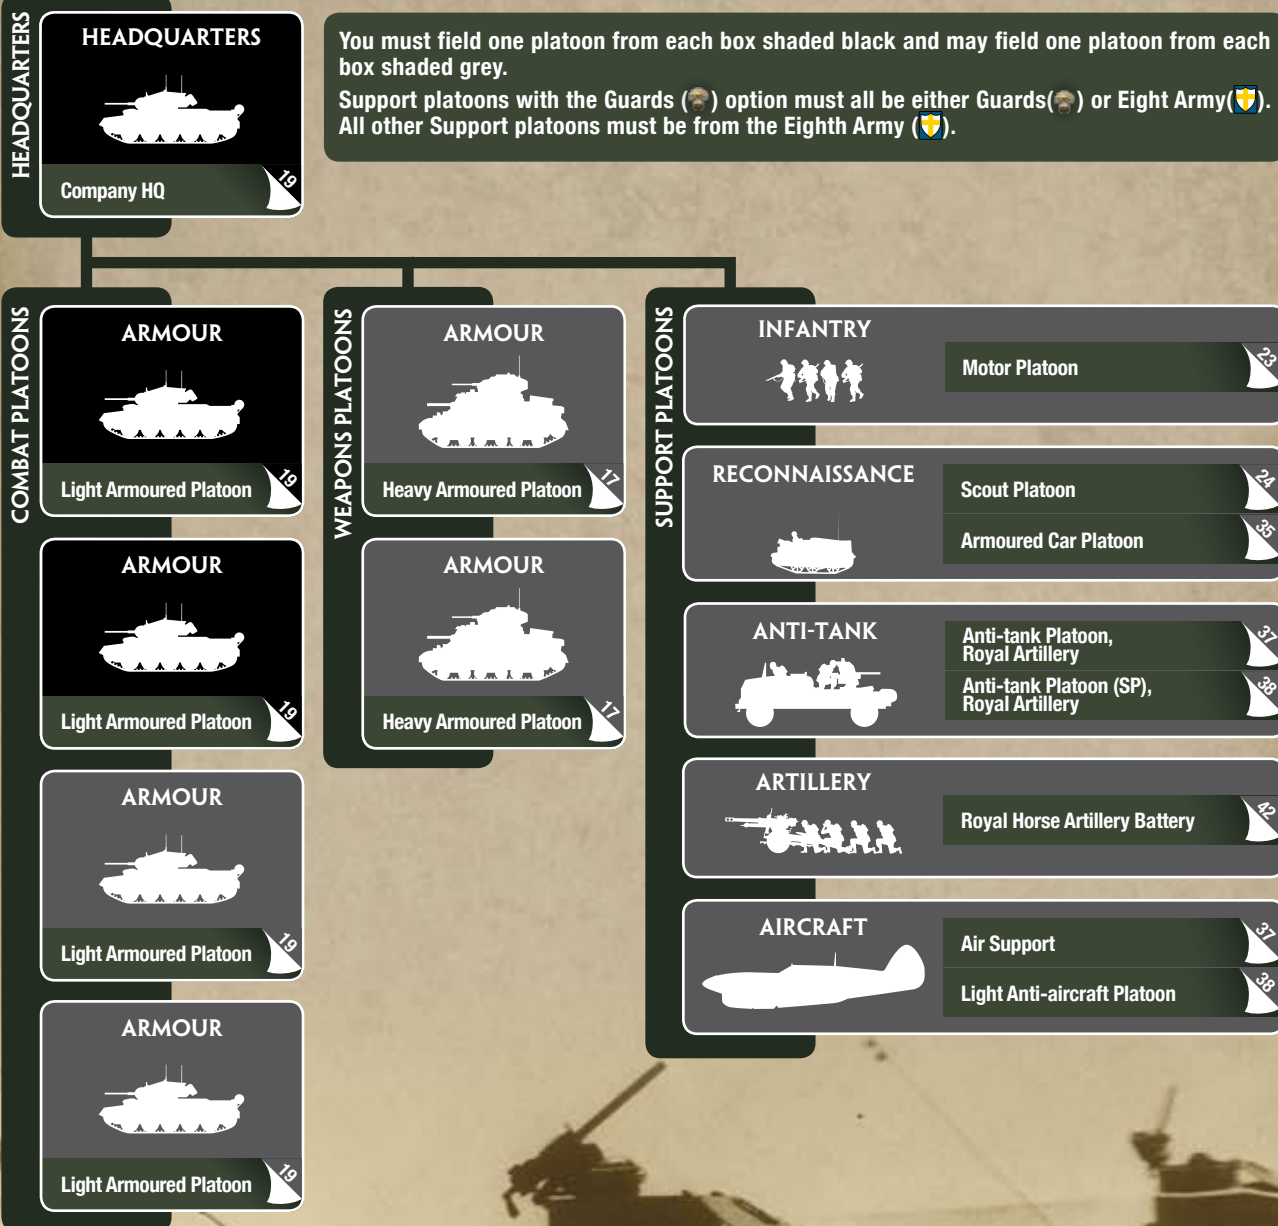 HEADQUARTERS
HEADQUARTERS
Company HQ
19
You must field one platoon from each box shaded black and may field one platoon from each
box shaded grey.
Support platoons with the Guards () option must all be either Guards() or Eight Army().
All other Support platoons must be from the Eighth Army ().
COMBAT PLATOONS
ARMOUR
Light Armoured Platoon
19
ARMOUR
Light Armoured Platoon
19
ARMOUR
Light Armoured Platoon
19
ARMOUR
Light Armoured Platoon
19
WEAPONS PLATOONS
ARMOUR
Heavy Armoured Platoon
17
ARMOUR
Heavy Armoured Platoon
17
SUPPORT PLATOONS
INFANTRY
Motor Platoon
23
RECONNAISSANCE
Scout Platoon
24
Armoured Car Platoon
35
ANTI-TANK
Anti-tank Platoon,
Royal Artillery
37
Anti-tank Platoon (SP),
Royal Artillery
38
ARTILLERY
Royal Horse Artillery Battery
42
AIRCRAFT
Air Support
37
Light Anti-aircraft Platoon
38